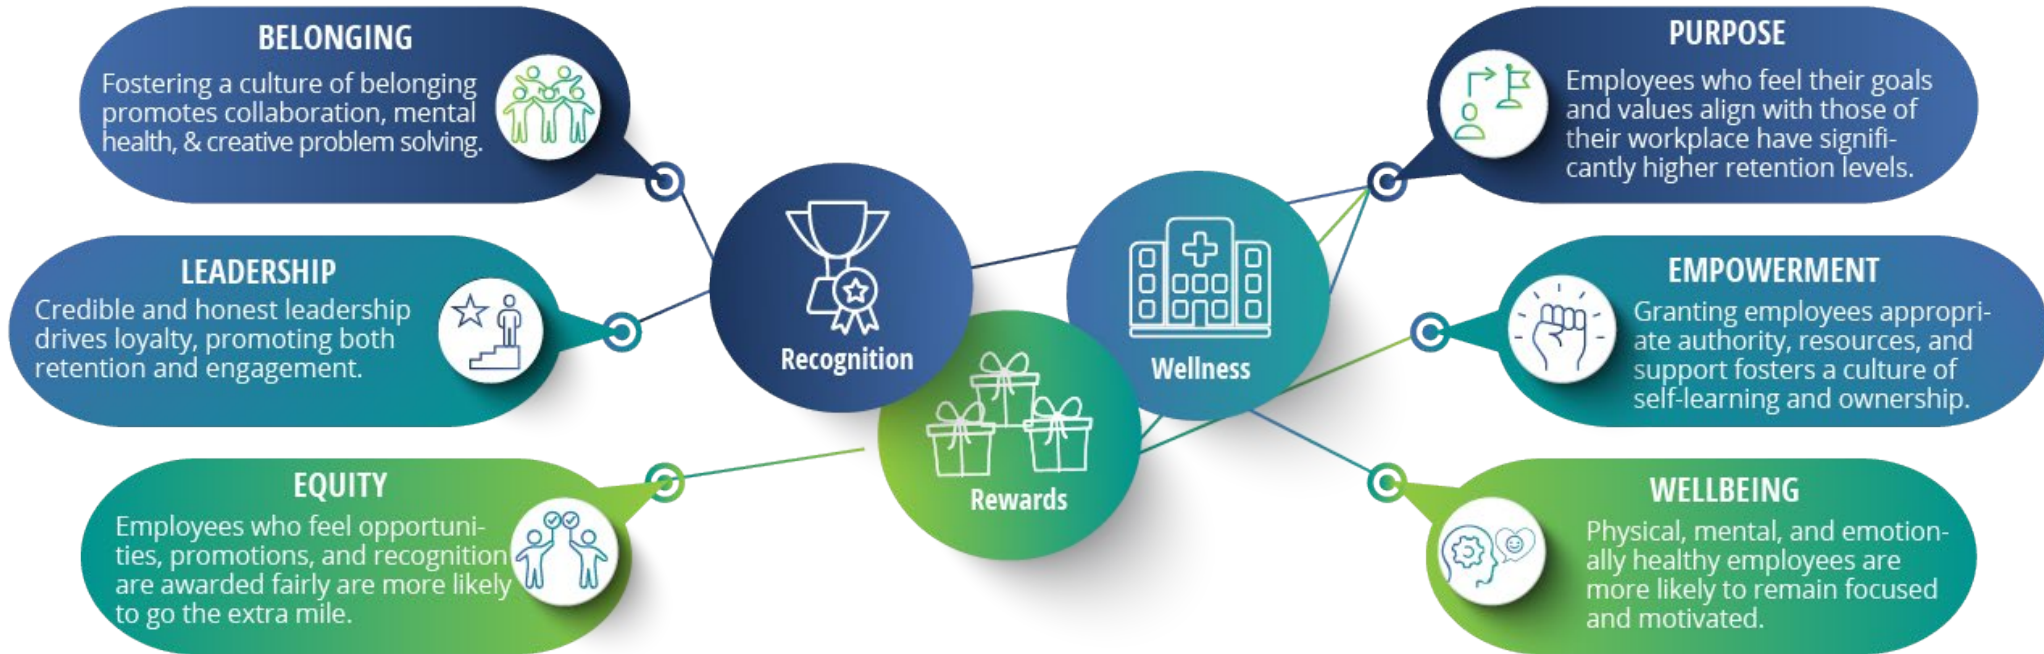 BELONGING
Fostering a culture of belonging
promotes collaboration, mental
health, & creative problem solving.
LEADERSHIP
Credible and honest leadership
drives loyalty, promoting both
retention and engagement.
EQUITY
Employees who feel opportuni-
ties, promotions, and recognition
are awarded fairly are more likely
to go the extra mile.
Recognition
Rewards
Wellness
PURPOSE
Employees who feel their goals
and values align with those of
their workplace have signifi-
cantly higher retention levels.
EMPOWERMENT
Granting employees appropri-
ate authority, resources, and
support fosters a culture of
self-learning and ownership.
WELLBEING
Physical, mental, and emotion-
ally healthy employees are
more likely to remain focused
and motivated.